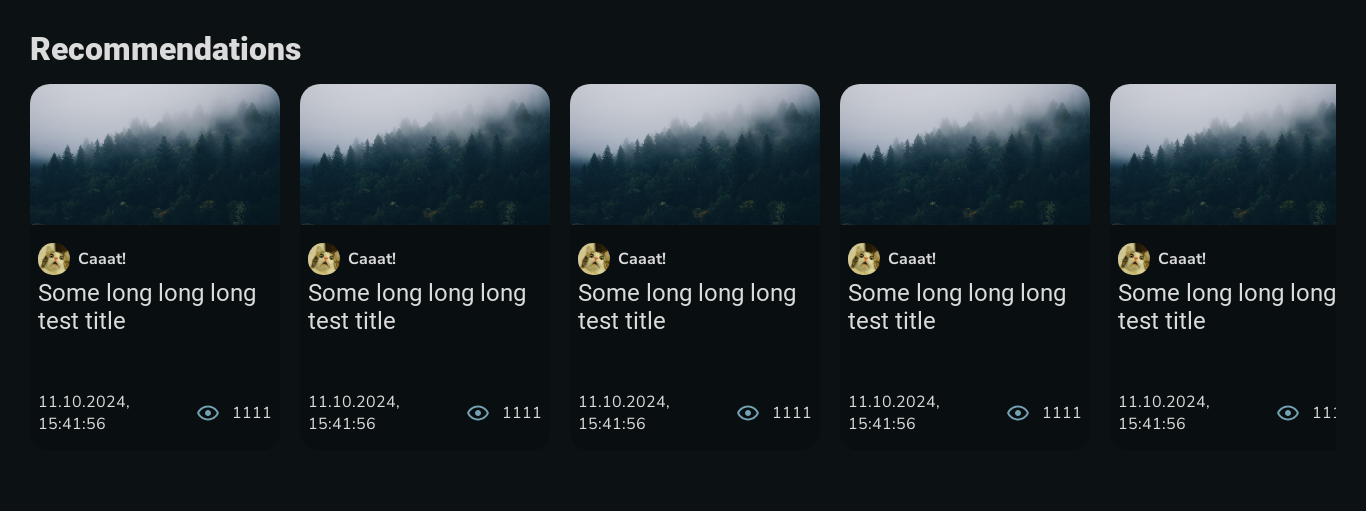 Recommendations
Caaat!
Some long long long
test title
11.10.2024,
15:41:56
1111
Caaat!
Some long long long
test title
11.10.2024,
15:41:56
1111
Caaat!
Some long long long
test title
11.10.2024,
15:41:56
1111
Caaat!
Some long long long
test title
11.10.2024,
15:41:56
1111
Caaat!
Some long long long
test title
11.10.2024,
15:41:56